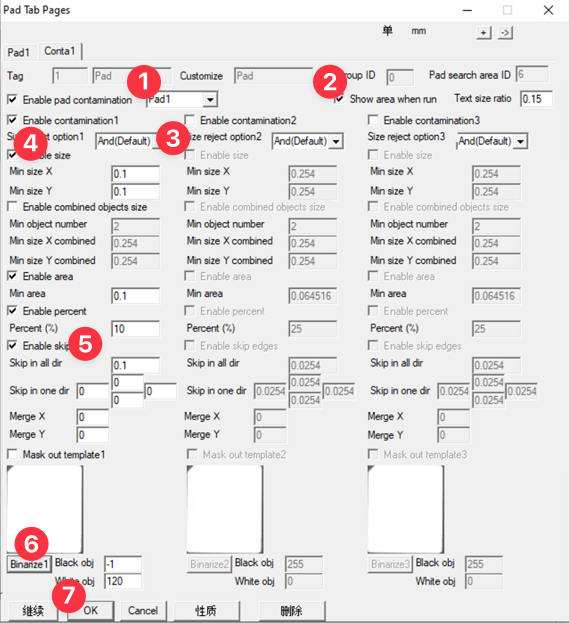 Pad Tab Pages
单 mm + ->
Pad1 Conta1
Tag 1 Pad Customize Pad roup ID 0 Pad search area ID 6
1 2
Enable pad contamination Pad1 Show area when run Text size ratio 0.15
Enable contamination1 Enable contamination2 Enable contamination3
4 3
Size reject option1 And(Default) ize reject option2 And(Default) Size reject option3 And(Default)
Enable size Enable size Enable size
Min size X 0.1 Min size X 0.254 Min size X 0.254
Min size Y 0.1 Min size Y 0.254 Min size Y 0.254
Enable combined objects size Enable combined objects size Enable combined objects size
Min object number 2 Min object number 2 Min object number 2
Min size X combined 0.254 Min size X combined 0.254 Min size X combined 0.254
Min size Y combined 0.254 Min size Y combined 0.254 Min size Y combined 0.254
Enable area Enable area Enable area
Min area 0.1 Min area 0.064516 Min area 0.064516
Enable percent Enable percent Enable percent
Percent (%) 10 Percent (%) 25 Percent (%) 25
Enable skip 5 Enable skip edges Enable skip edges
Skip in all dir 0.1 Skip in all dir 0.0254 Skip in all dir 0.0254
0 0.0254 0.0254
Skip in one dir 0 0 Skip in one dir 0.0254 0.0254 Skip in one dir 0.0254 0.0254
0 0.0254 0.0254
Merge X 0 Merge X 0 Merge X 0
Merge Y 0 Merge Y 0 Merge Y 0
Mask out template1 Mask out template2 Mask out template3
6
Binarize1 Black obj -1 Binarize2 Black obj 255 Binarize3 Black obj 255
White obj 120 White obj 0 White obj 0
7
继续 OK Cancel 性质 删除